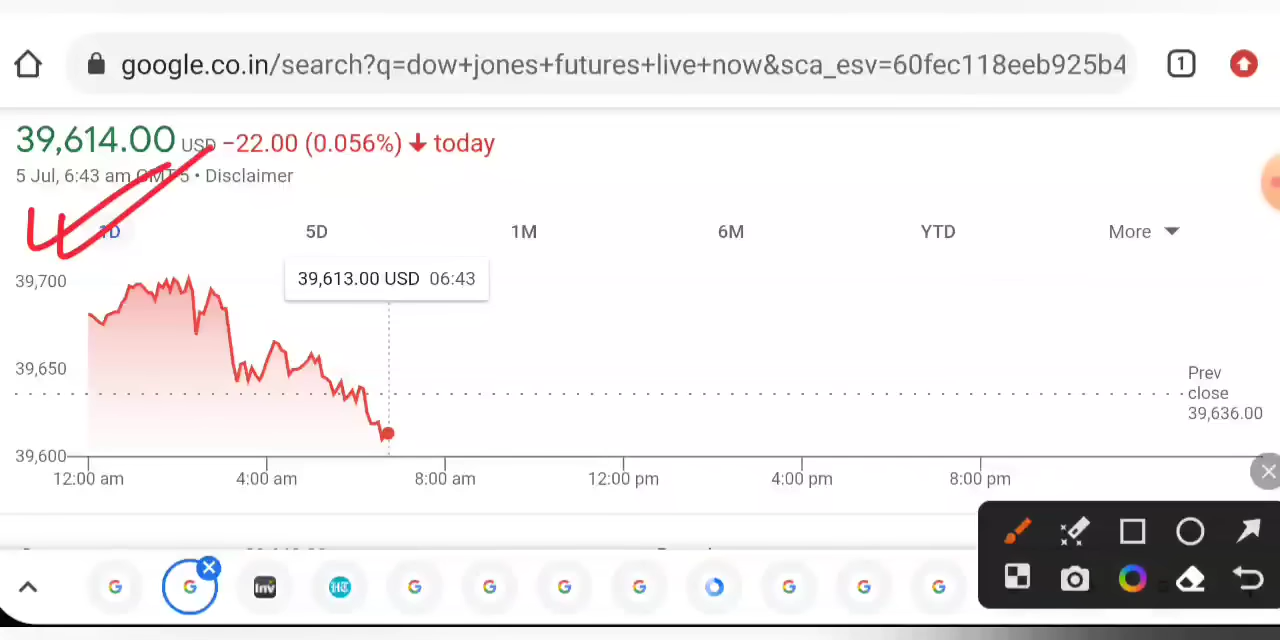 google.co.in/search?q=dow+jones+futures+live+now&sca_esv=60fec118eeb925b4
1
39,614.00 USD −22.00 (0.056%) today
5 Jul, 6:43 am 5 • Disclaimer
1D 5D 1M 6M YTD More
39,613.00 USD 06:43
39,700
39,650
39,600
Prev
close
39,636.00
12:00 am 4:00 am 8:00 am 12:00 pm 4:00 pm 8:00 pm
G G inv HT G G G G G G G